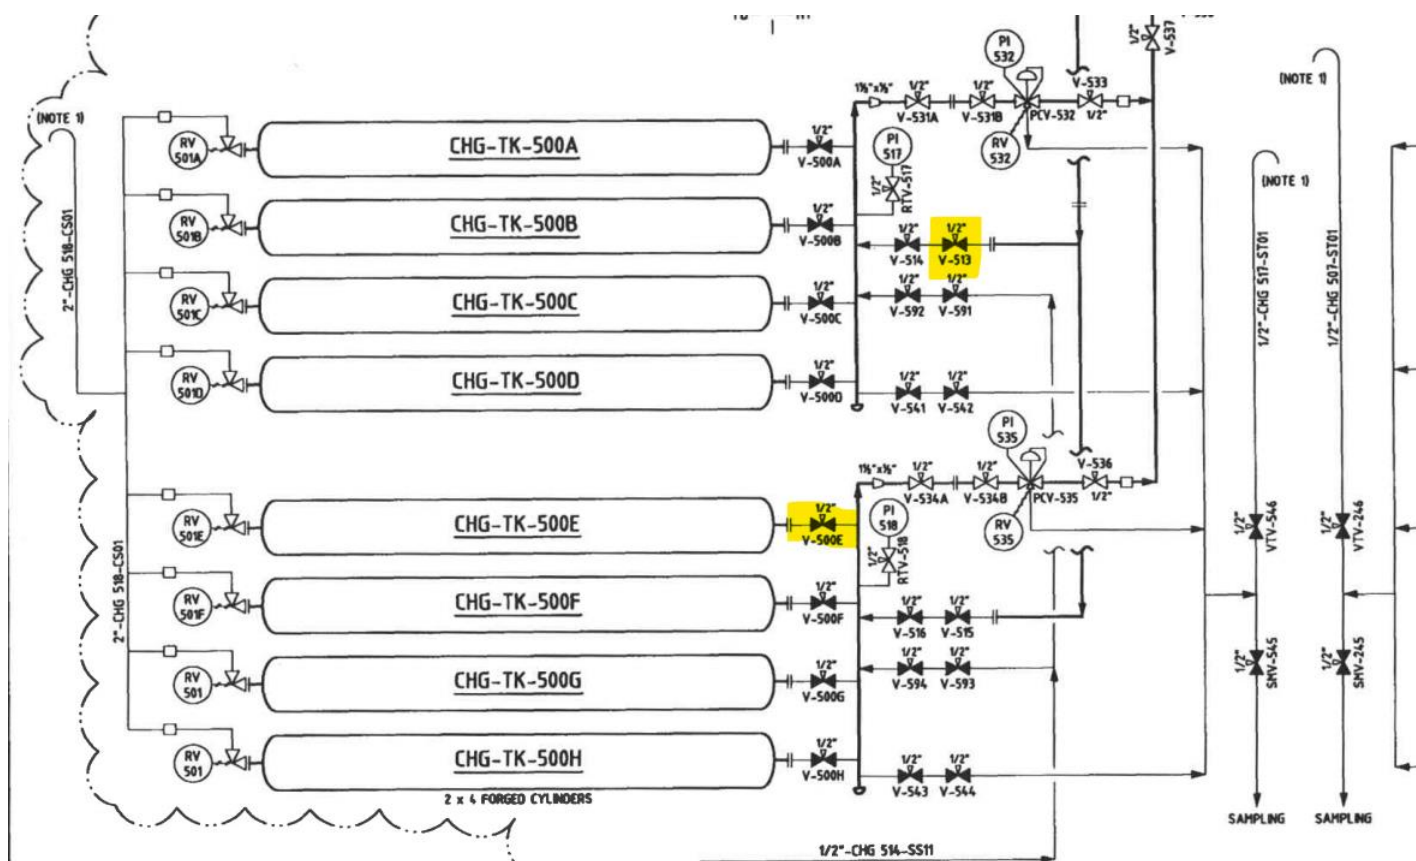 1/2"
V-537
PI
532
(NOTE 1)
1½"x½"
1/2"
V-531A
1/2"
V-531B
PCV-532
V-533
1/2"
RV
532
(NOTE 1)
RV
501A
CHG-TK-500A
1/2"
V-500A
PI
517
1/2"
RTV-517
(NOTE 1)
2"-CHG 518-CS01
RV
501B
CHG-TK-500B
1/2"
V-500B
1/2"
V-514
1/2"
V-513
RV
501C
CHG-TK-500C
1/2"
V-500C
1/2"
V-592
1/2"
V-591
1/2"-CHG 517-ST01
1/2"-CHG 507-ST01
RV
501D
CHG-TK-500D
1/2"
V-500D
1/2"
V-541
1/2"
V-542
PI
535
1½"x½"
1/2"
V-534A
1/2"
V-534B
PCV-535
V-536
1/2"
RV
535
RV
501E
CHG-TK-500E
1/2"
V-500E
PI
518
1/2"
RTV-518
1/2"
VTV-546
1/2"
VTV-246
2"-CHG 518-CS01
RV
501F
CHG-TK-500F
1/2"
V-500F
1/2"
V-516
1/2"
V-515
RV
501
CHG-TK-500G
1/2"
V-500G
1/2"
V-594
1/2"
V-593
1/2"
SMV-545
1/2"
SMV-245
RV
501
CHG-TK-500H
1/2"
V-500H
1/2"
V-543
1/2"
V-544
2 x 4 FORGED CYLINDERS
SAMPLING
SAMPLING
1/2"-CHG 514-SS11